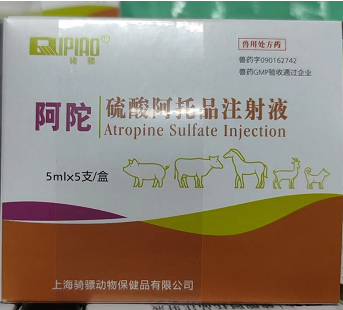 QIPIAO
骑骠
兽用处方药
兽药字090162742
兽药GMP验收通过企业
阿陀
硫酸阿托品注射液
Atropine Sulfate Injection
5ml×5支/盒
上海骑骠动物保健品有限公司